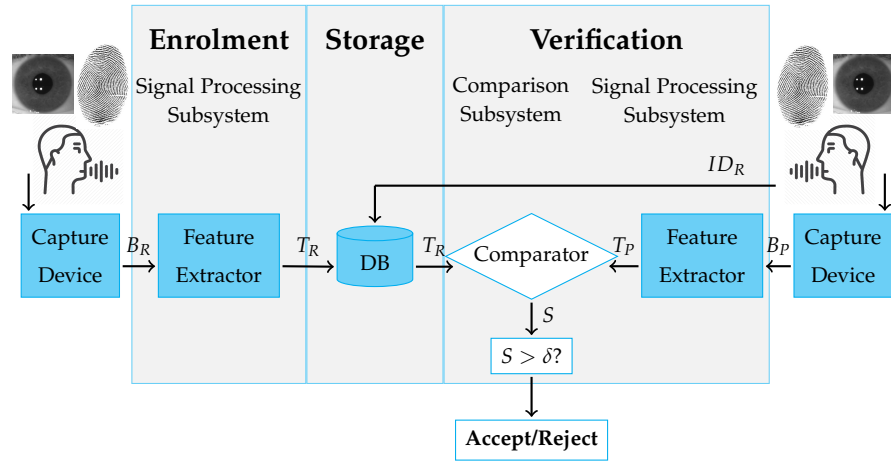 Enrolment
Storage
Verification
Signal Processing
Subsystem
Comparison
Subsystem
Signal Processing
Subsystem
ID_R
Capture
Device
B_R
Feature
Extractor
T_R
DB
T_R
Comparator
T_P
Feature
Extractor
B_P
Capture
Device
S
S > δ?
Accept/Reject